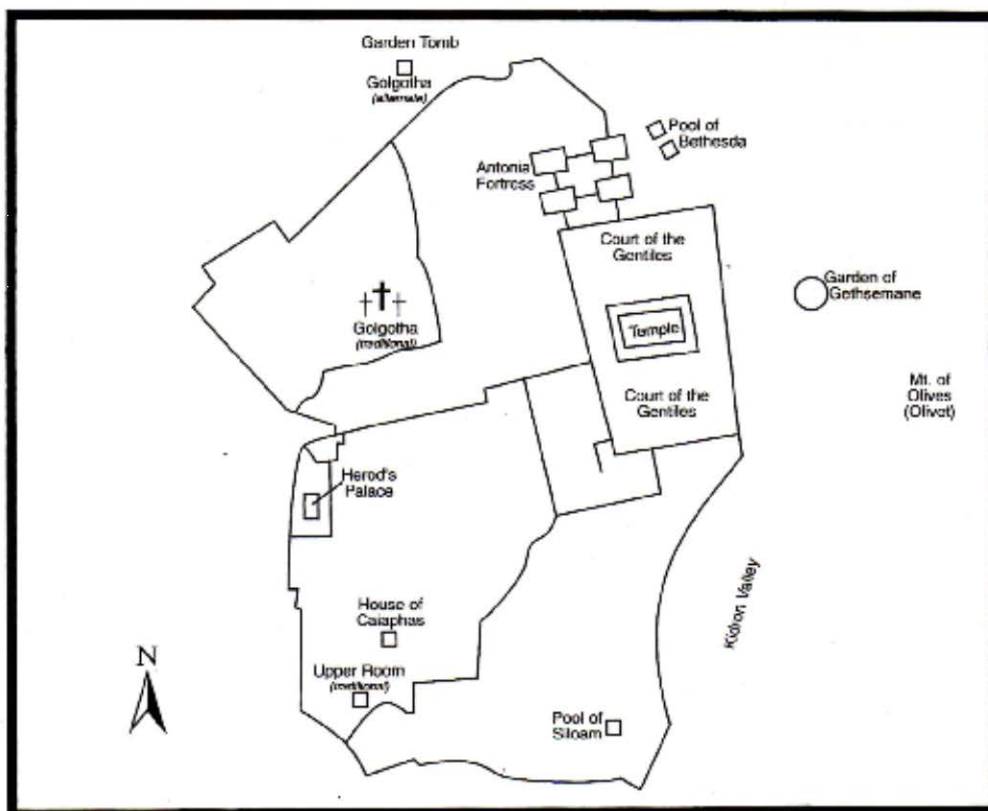 Garden Tomb
Golgotha
(alternate)
Pool of
Bethesda
Antonia
Fortress
Court of the
Gentiles
Garden of
Gethsemane
Golgotha
(traditional)
Temple
Mt. of
Olives
(Olivet)
Court of the
Gentiles
Herod's
Palace
Kidron Valley
House of
Caiaphas
N
Upper Room
(traditional)
Pool of
Siloam